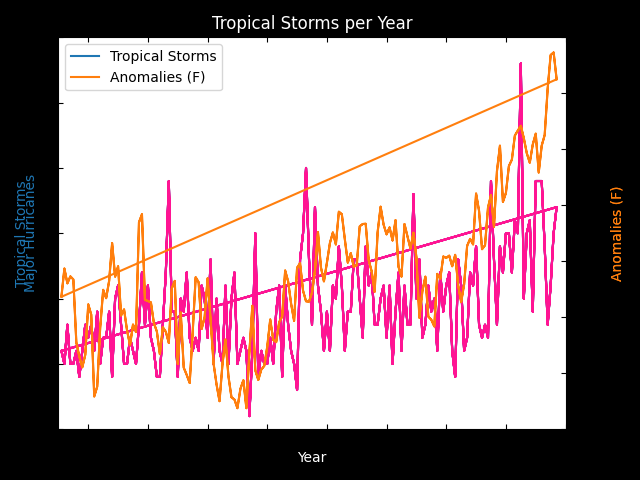 Tropical Storms per Year
Tropical Storms
Anomalies (F)
Tropical Storms
Major Hurricanes
Anomalies (F)
Year